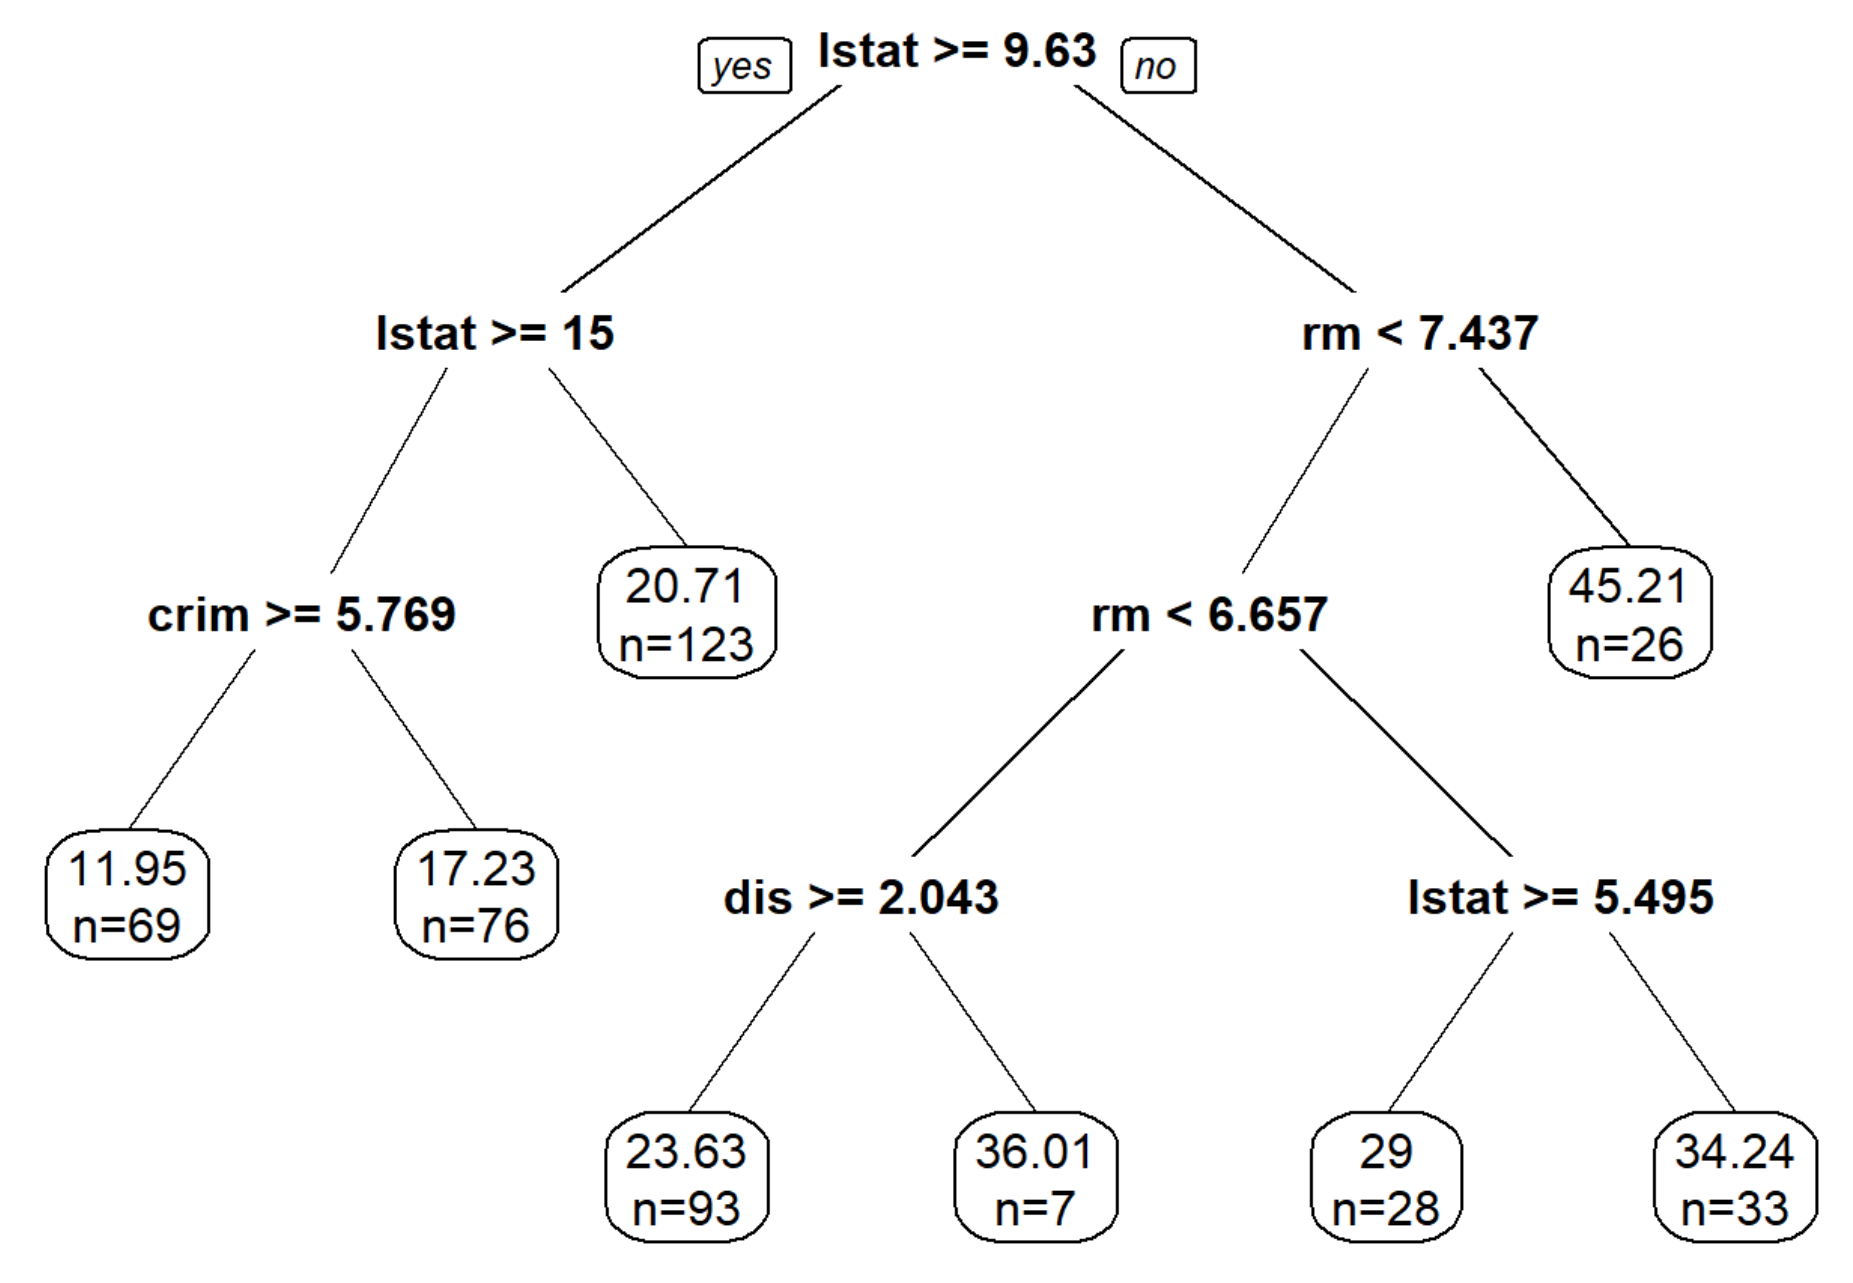 yes
lstat >= 9.63
no
lstat >= 15
rm < 7.437
crim >= 5.769
20.71
n=123
rm < 6.657
45.21
n=26
11.95
n=69
17.23
n=76
dis >= 2.043
lstat >= 5.495
23.63
n=93
36.01
n=7
29
n=28
34.24
n=33